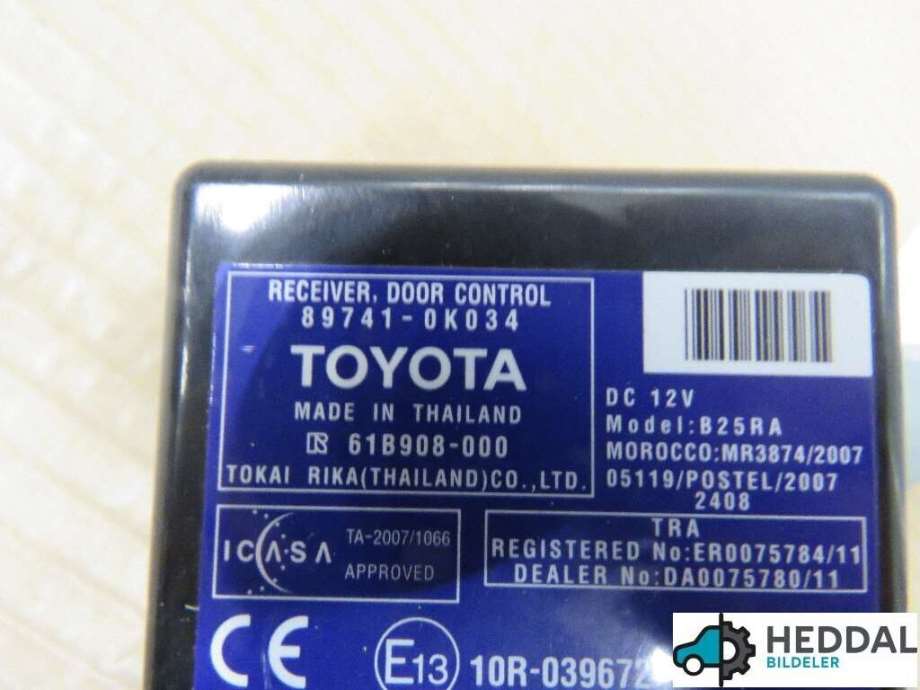 RECEIVER, DOOR CONTROL
89741-0K034
TOYOTA
MADE IN THAILAND
61B908-000
TOKAI RIKA(THAILAND)CO.,LTD.
DC 12V
Model:B25RA
MOROCCO:MR3874/2007
05119/POSTEL/2007
2408
ICASA
TA-2007/1066
APPROVED
TRA
REGISTERED No:ER0075784/11
DEALER No:DA0075780/11
CE
E13
10R-039672
HEDDAL
BILDELER